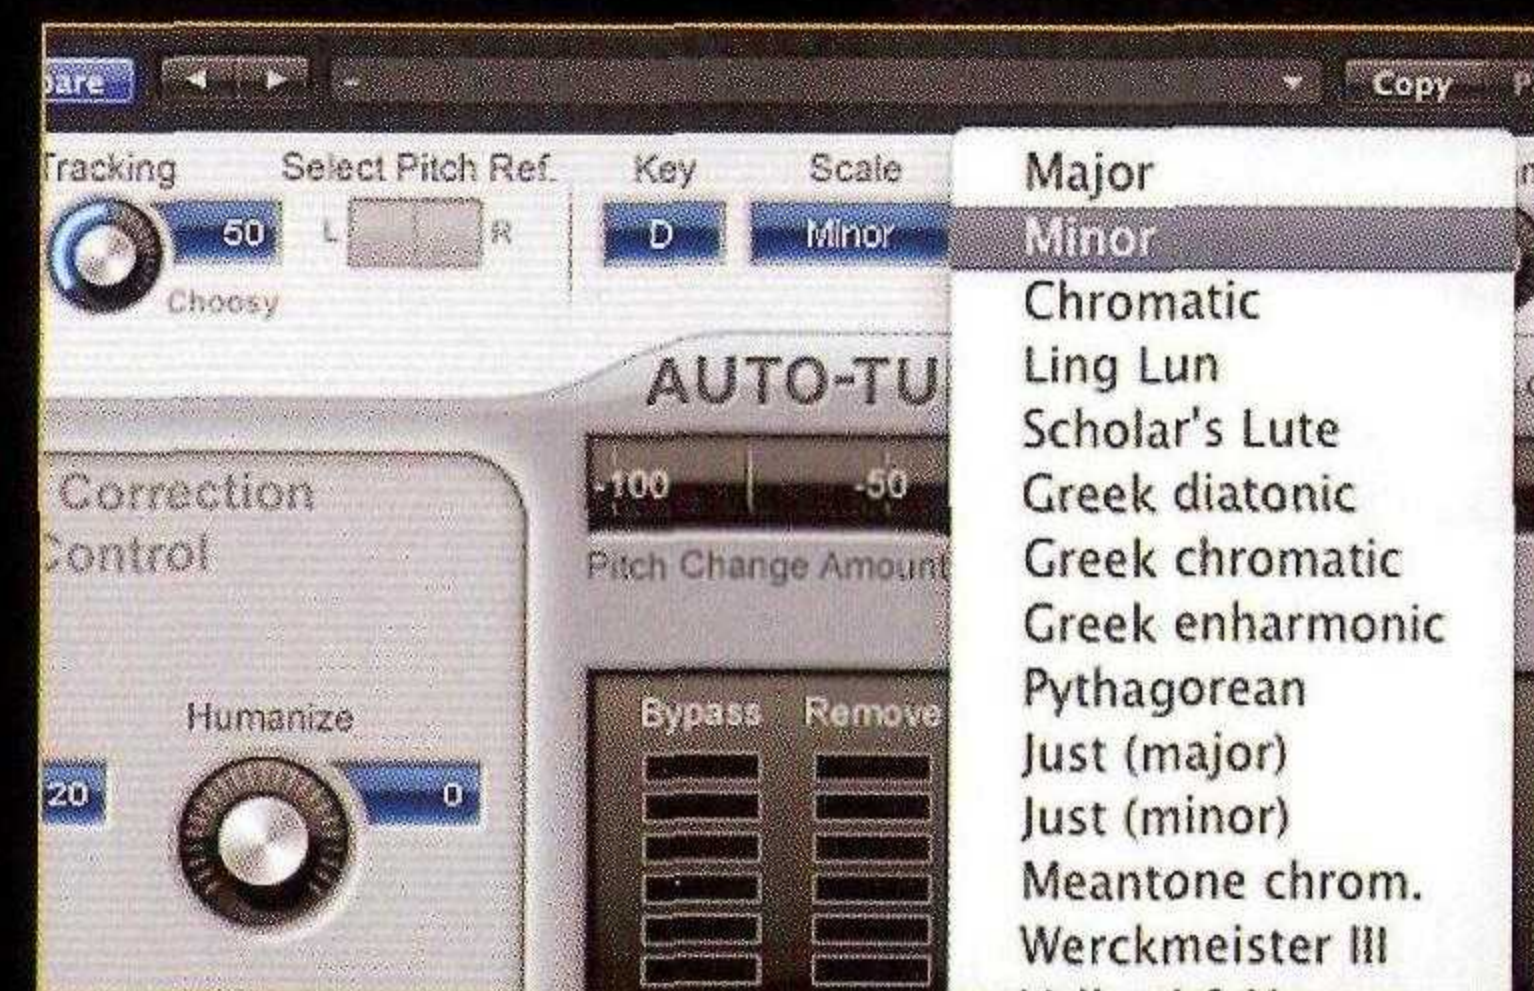 Copy
Tracking
Select Pitch Ref.
Key
Scale
50
L
R
D
Minor
Choosy
Major
Minor
Chromatic
Ling Lun
Scholar's Lute
Greek diatonic
Greek chromatic
Greek enharmonic
Pythagorean
Just (major)
Just (minor)
Meantone chrom.
Werckmeister III
AUTO-TU
-100
-50
Correction
Control
Pitch Change Amount
Humanize
20
0
Bypass
Remove